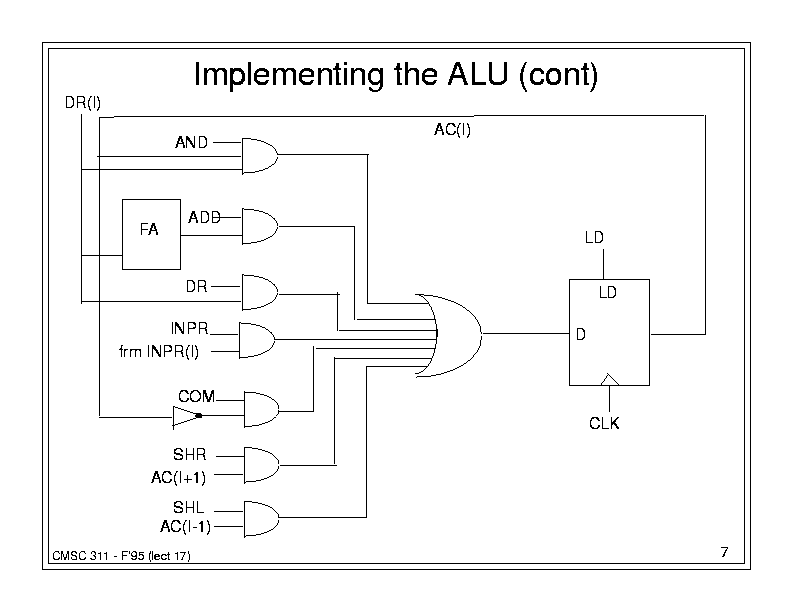 Implementing the ALU (cont)
DR(I)
AC(I)
AND
ADD
FA
LD
LD
DR
INPR
D
frm INPR(I)
COM
CLK
SHR
AC(I+1)
SHL
AC(I-1)
CMSC 311 - F'95 (lect 17)
7